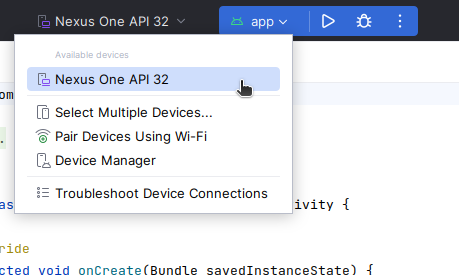 Nexus One API 32
app
Available devices
Nexus One API 32
Select Multiple Devices...
Pair Devices Using Wi-Fi
Device Manager
Troubleshoot Device Connections
om
as
ivity {
ride
cted void onCreate(Bundle savedInstanceState) {